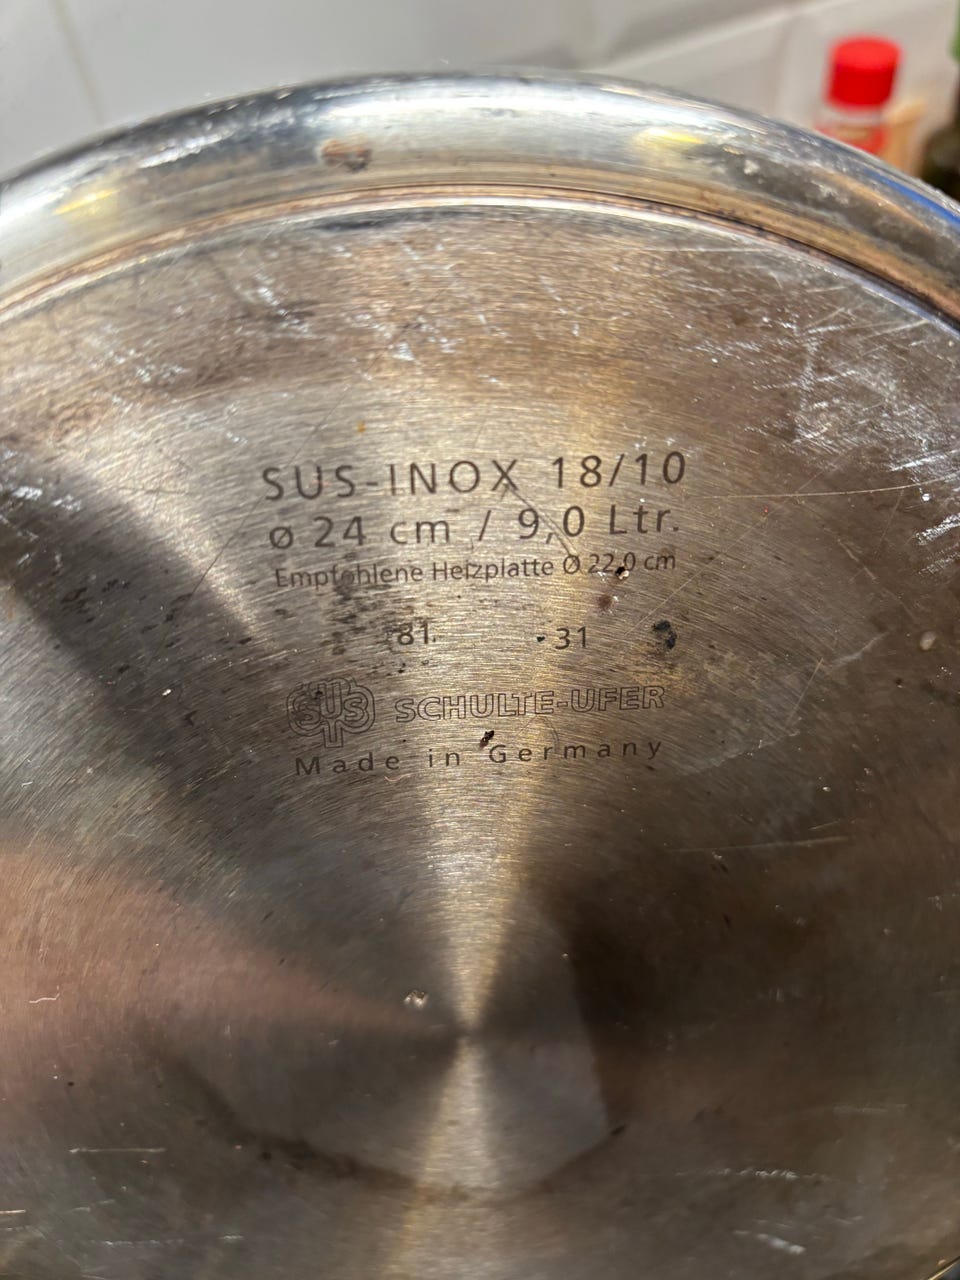 SUS-INOX 18/10
ø 24 cm / 9,0 Ltr.
Empfohlene Heizplatte Ø 22,0 cm
81. 31
SUS SCHULTE-UFER
Made in Germany